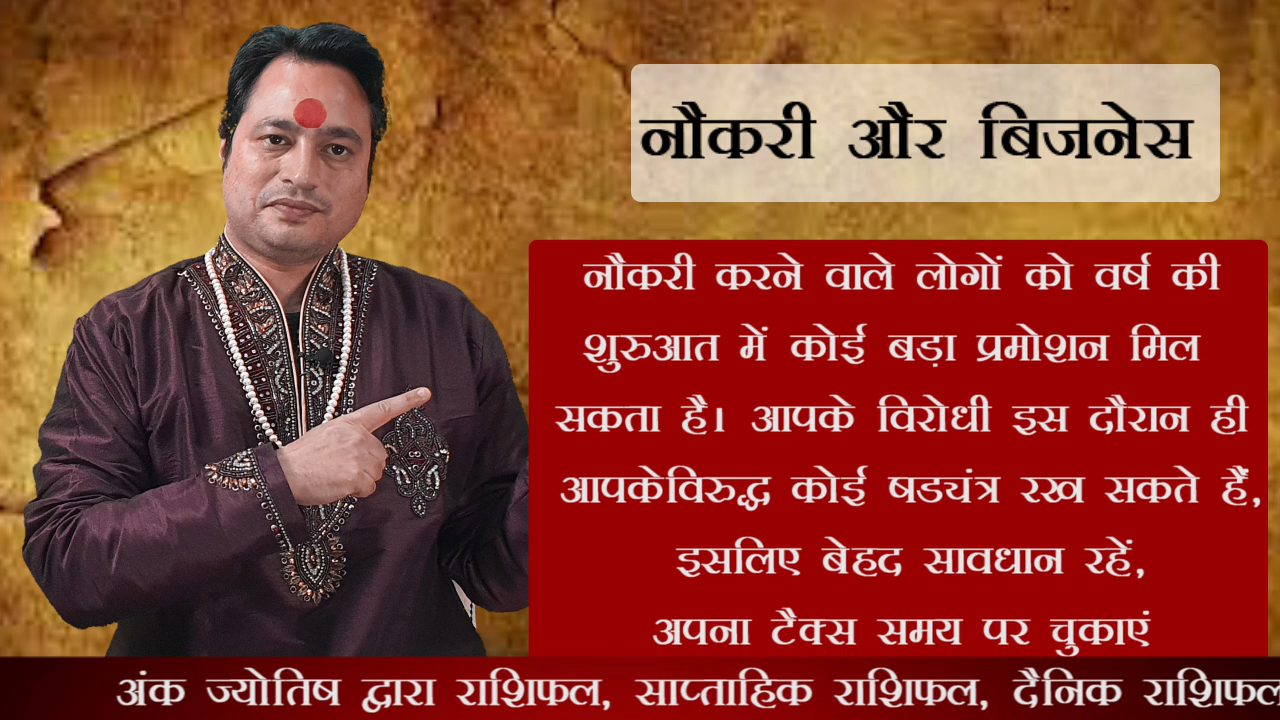 नौकरी और बिजनेस
नौकरी करने वाले लोगों को वर्ष की
शुरुआत में कोई बड़ा प्रमोशन मिल
सकता है। आपके विरोधी इस दौरान ही
आपकेविरुद्ध कोई षड्यंत्र रख सकते हैं,
इसलिए बेहद सावधान रहें,
अपना टैक्स समय पर चुकाएं
अंक ज्योतिष द्वारा राशिफल, साप्ताहिक राशिफल, दैनिक राशिफल